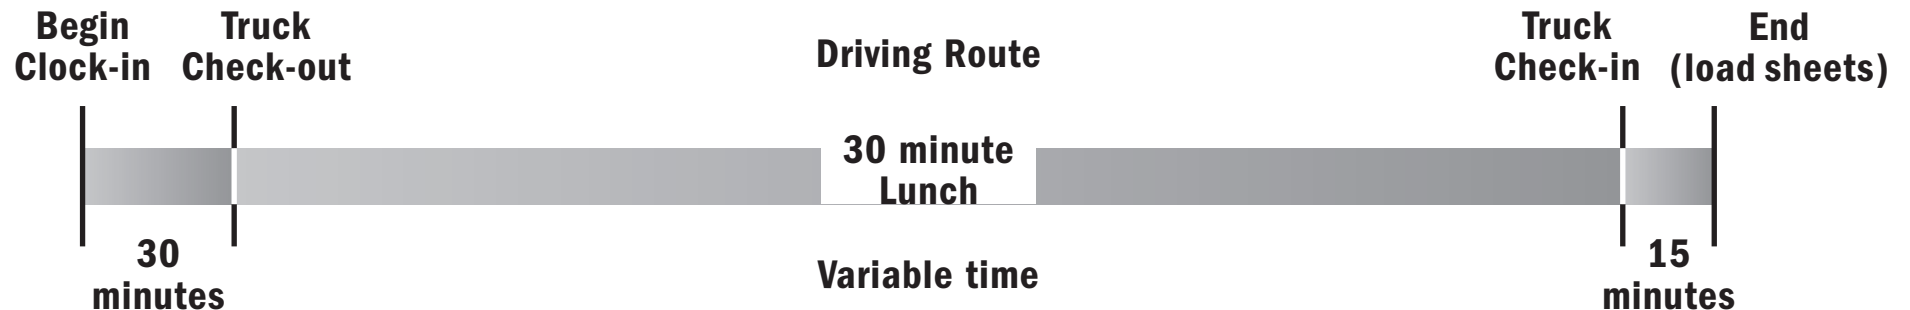 Begin
Clock-in
Truck
Check-out
Driving Route
Truck
Check-in
End
(load sheets)
30 minute
Lunch
30
minutes
Variable time
15
minutes